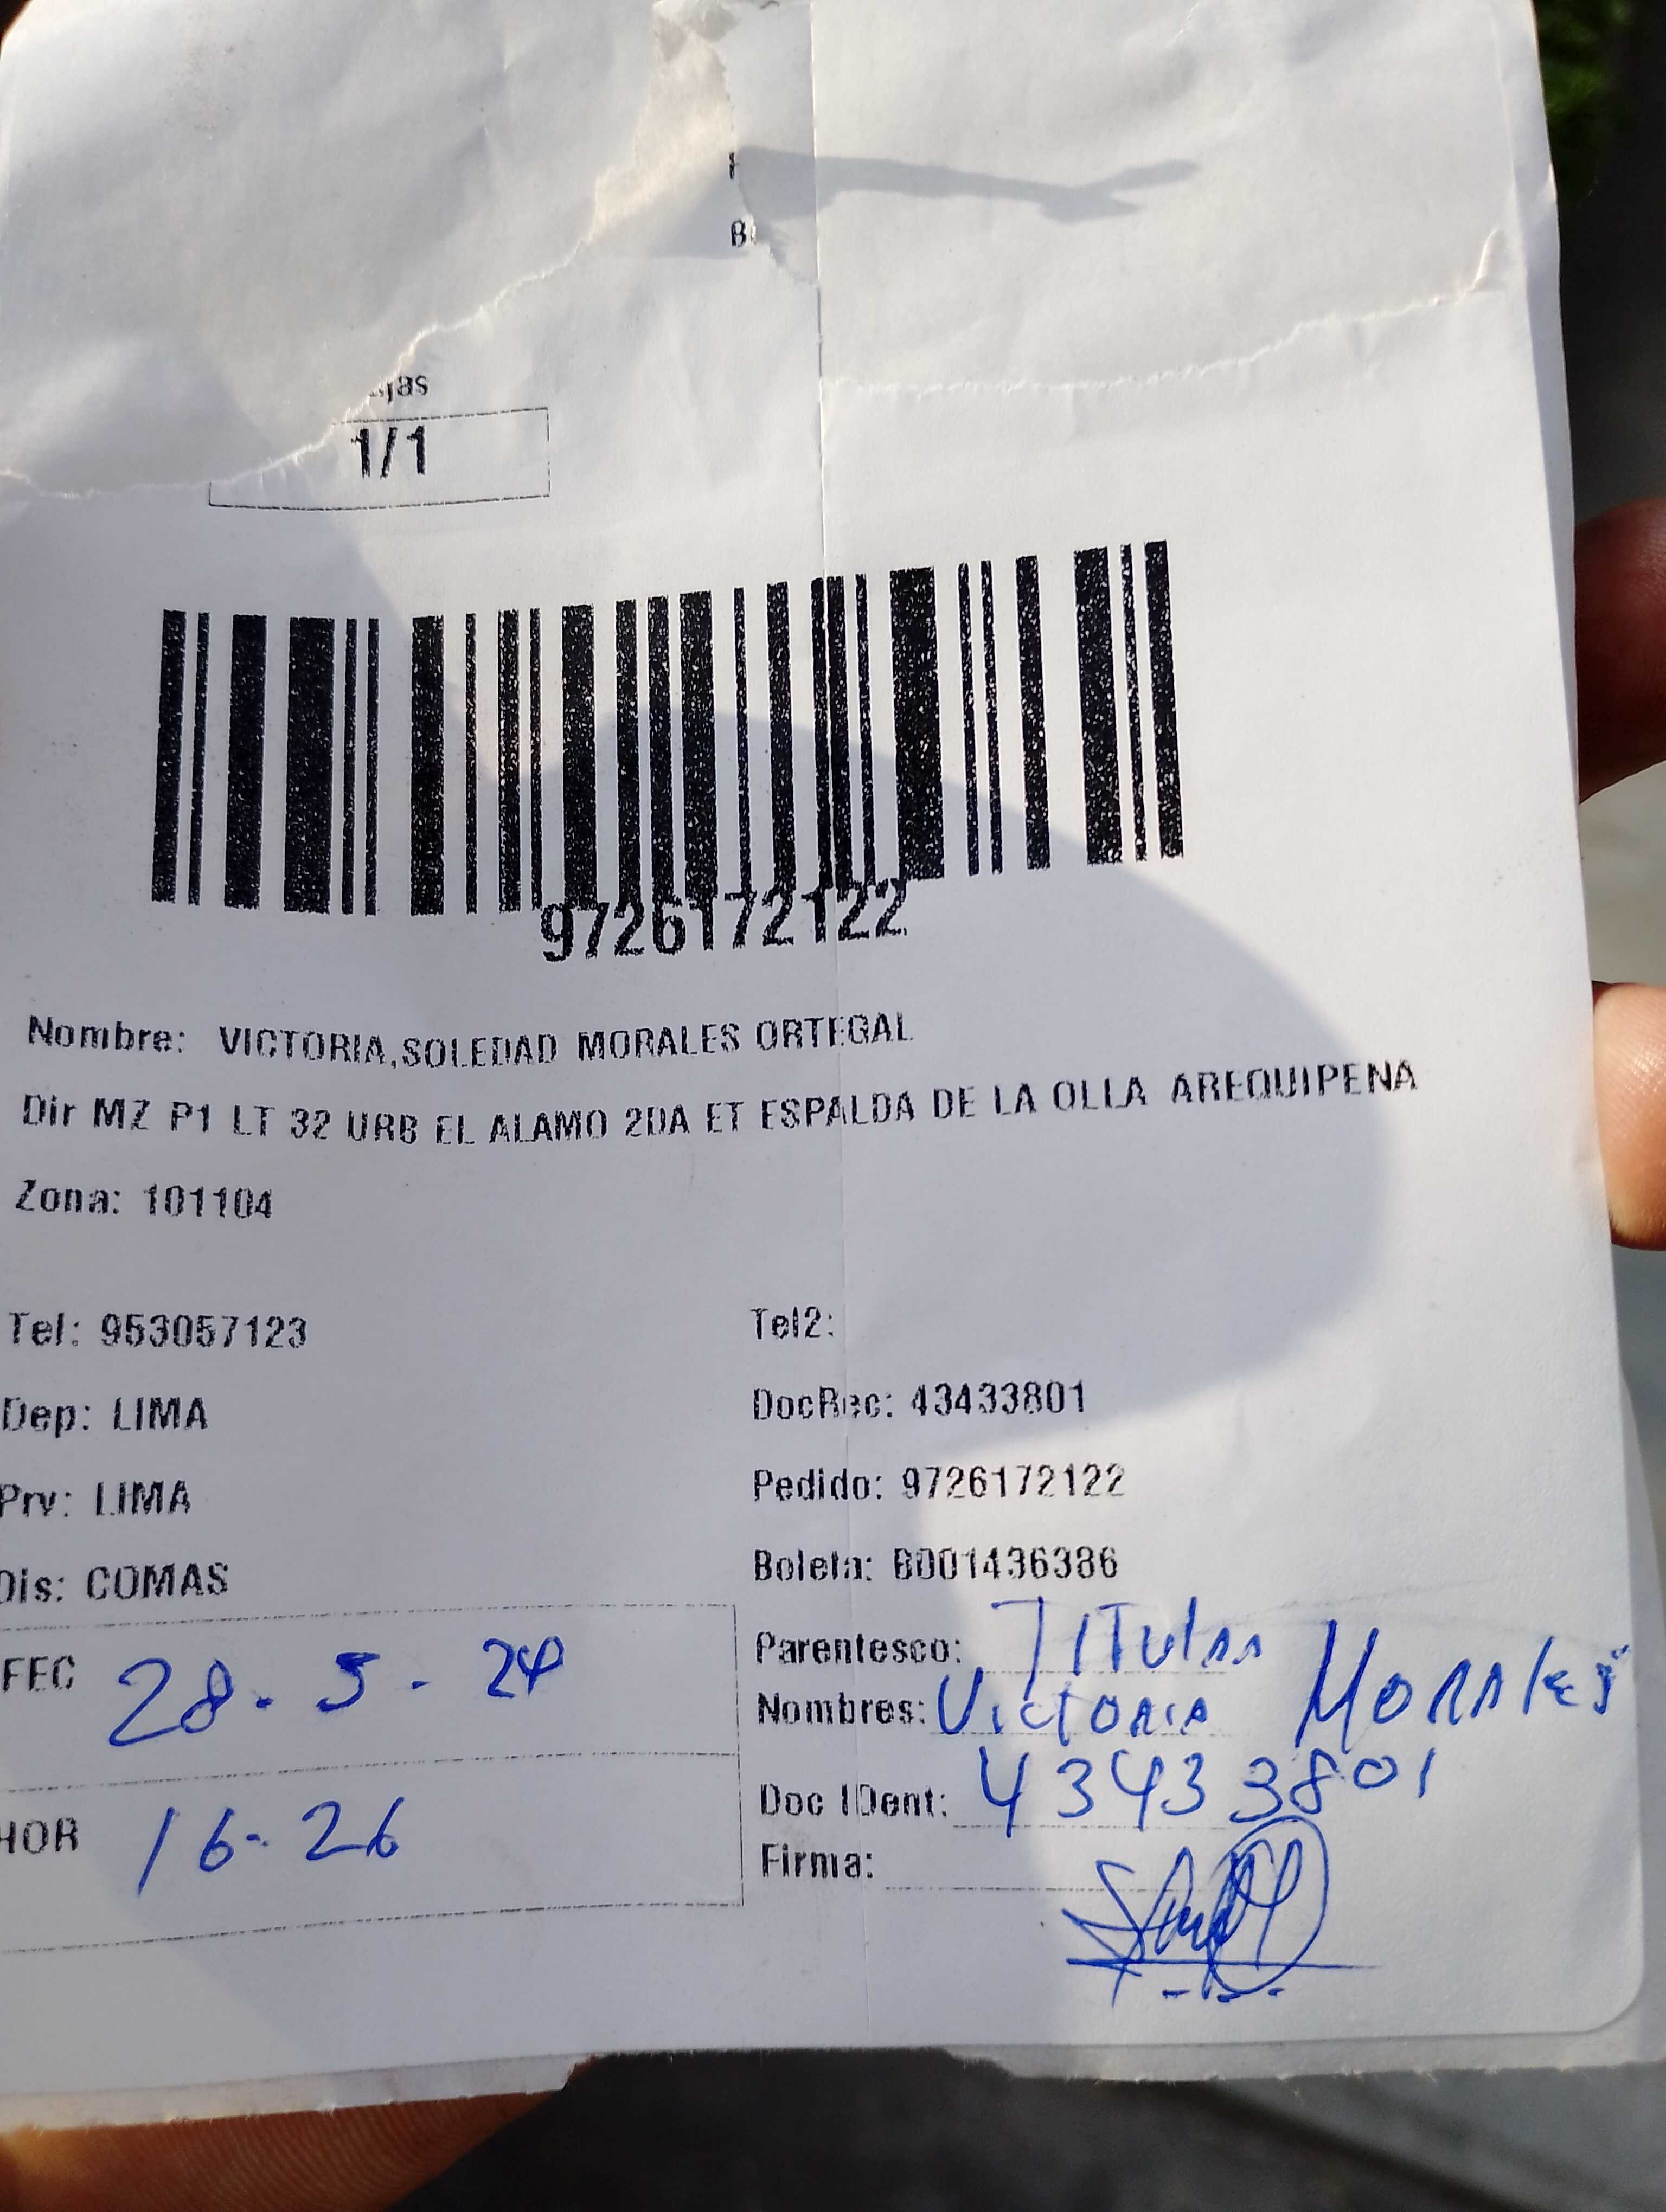 1/1
9726172122
Nombre: VICTORIA,SOLEDAD MORALES ORTEGAL
Dir MZ P1 LT 32 URB EL ALAMO 2DA ET ESPALDA DE LA OLLA AREQUIPENA
Zona: 101104
Tel: 953057123 Tel2:
Dep: LIMA DocRec: 43433801
Prv: LIMA Pedido: 9726172122
Dis: COMAS Boleta: B001436386
FEC 28-5-24 Parentesco: TITULAR
Nombres: VICTORIA MORALES
HOR 16-26 Doc IDent: 43433801
Firma: